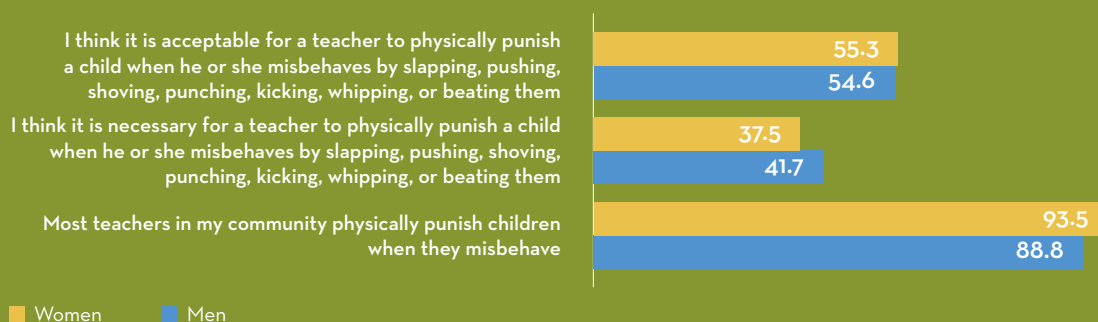 I think it is acceptable for a teacher to physically punish
a child when he or she misbehaves by slapping, pushing,
shoving, punching, kicking, whipping, or beating them
55.3
54.6
I think it is necessary for a teacher to physically punish a child
when he or she misbehaves by slapping, pushing, shoving,
punching, kicking, whipping, or beating them
37.5
41.7
Most teachers in my community physically punish children
when they misbehave
93.5
88.8
Women
Men